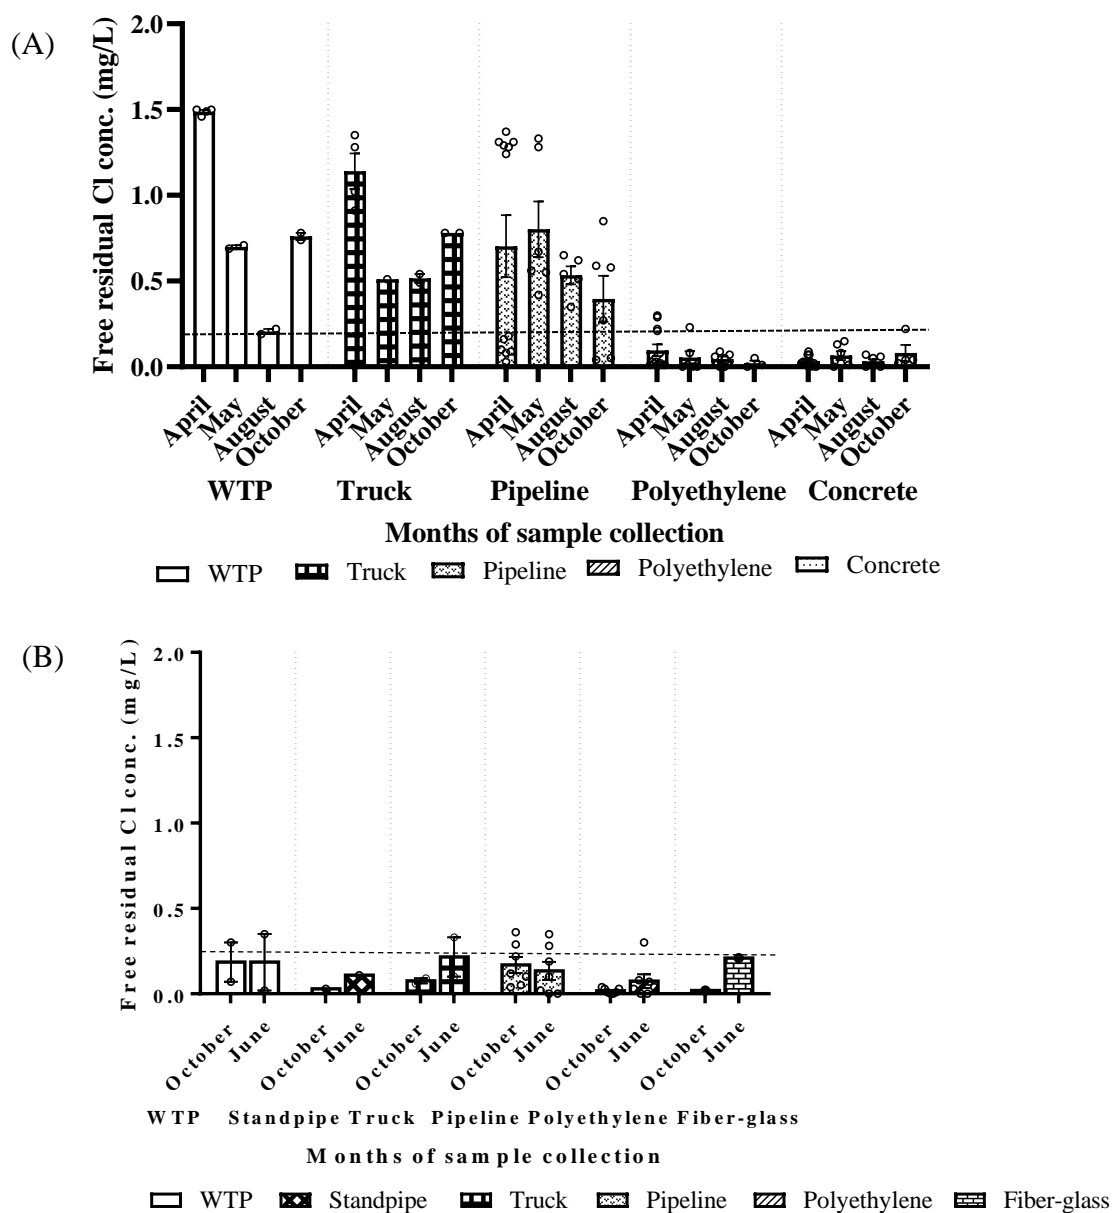 (A)
Free residual Cl conc. (mg/L)
2.0
1.5
1.0
0.5
0.0
April May August October April May August October April May August October April May August October April May August October
WTP Truck Pipeline Polyethylene Concrete
Months of sample collection
WTP Truck Pipeline Polyethylene Concrete
(B)
Free residual Cl conc. (mg/L)
2.0
1.5
1.0
0.5
0.0
October June October June October June October June October June October June
WTP Standpipe Truck Pipeline Polyethylene Fiber-glass
Months of sample collection
WTP Standpipe Truck Pipeline Polyethylene Fiber-glass